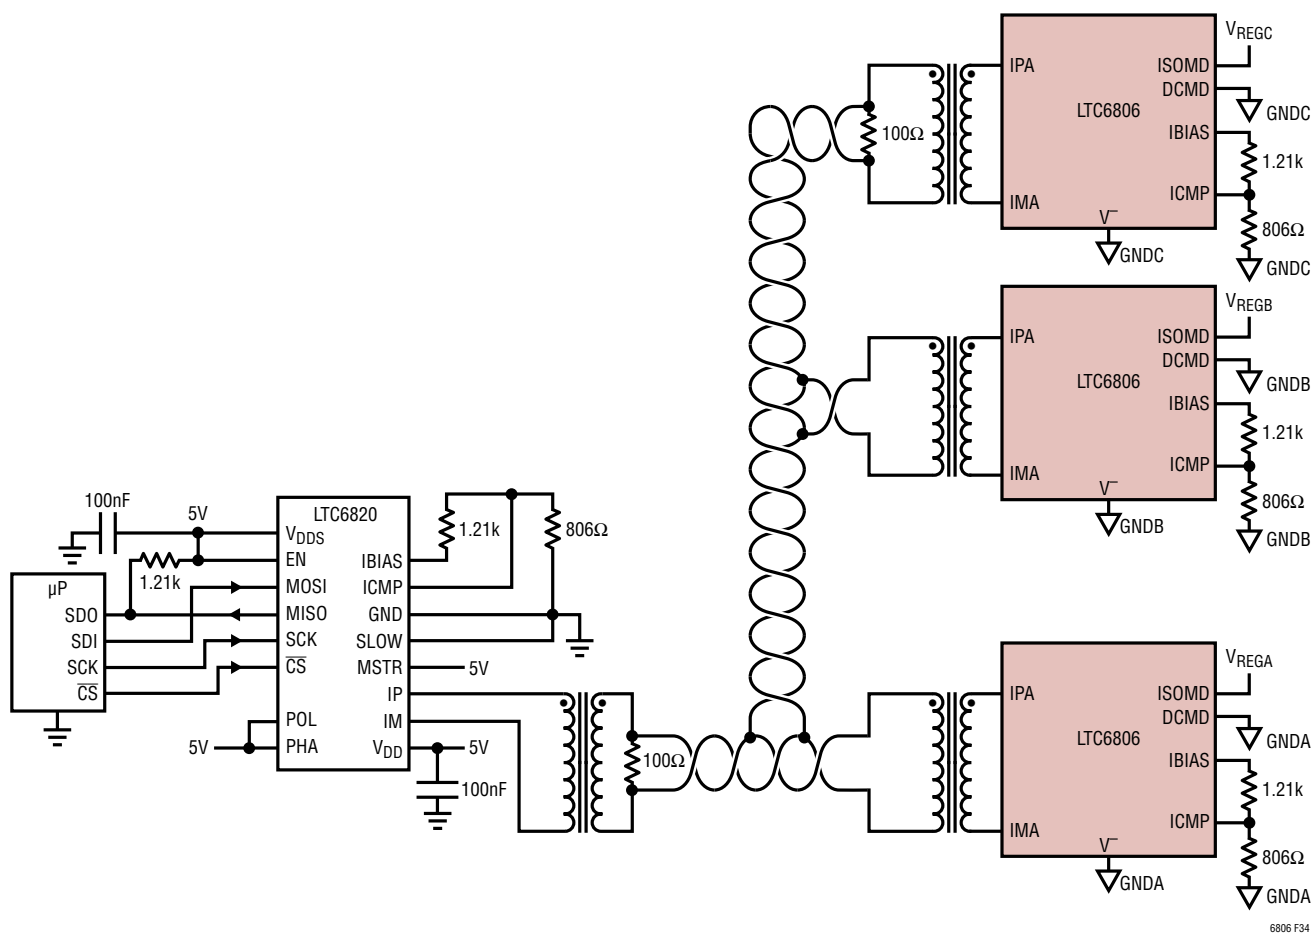 VREGC
IPA
ISOMD
DCMD
GNDC
LTC6806
100Ω
IBIAS
1.21k
ICMP
IMA
V–
806Ω
GNDC
GNDC
VREGB
IPA
ISOMD
DCMD
GNDB
LTC6806
IBIAS
1.21k
ICMP
IMA
V–
806Ω
GNDB
GNDB
100nF
5V
LTC6820
VDDS
EN
IBIAS
1.21k
806Ω
1.21k
µP
MOSI
ICMP
SDO
MISO
GND
SDI
SCK
SLOW
SCK
CS
MSTR
5V
CS
IP
POL
IM
5V
PHA
VDD
5V
100nF
100Ω
VREGA
IPA
ISOMD
DCMD
GNDA
LTC6806
IBIAS
1.21k
ICMP
IMA
V–
806Ω
GNDA
GNDA
6806 F34